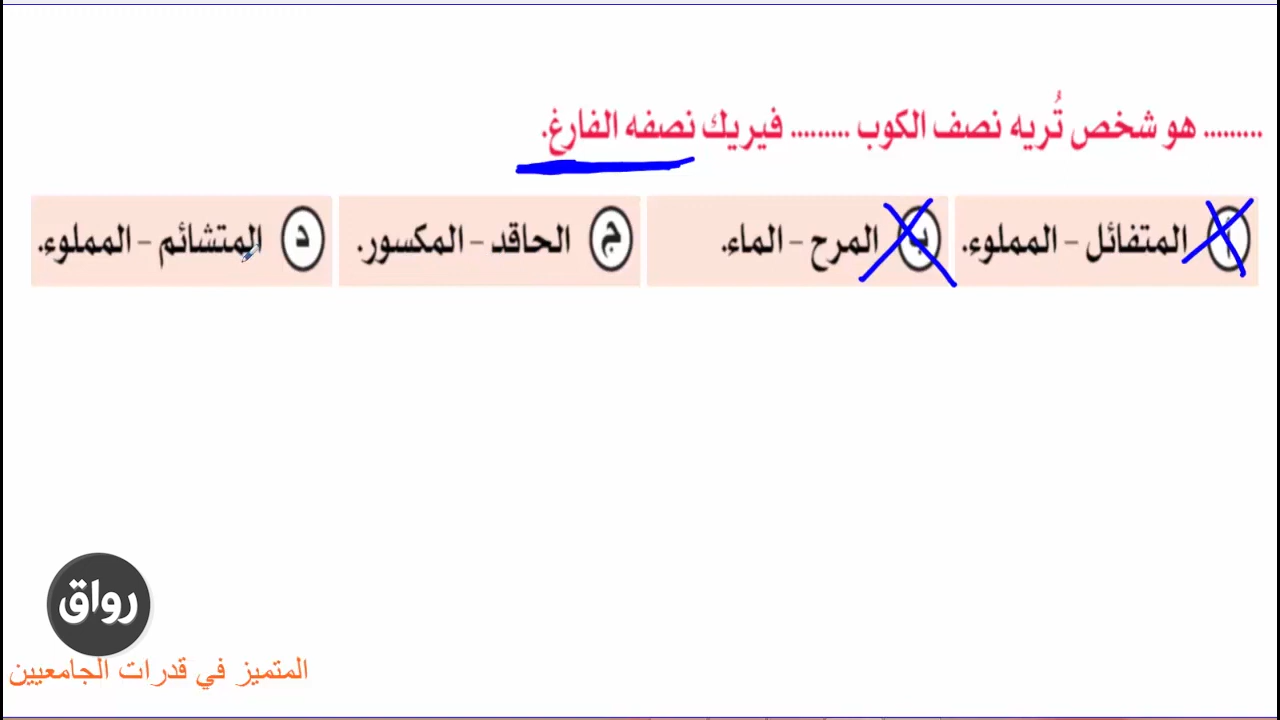 ......... هو شخص تُريه نصف الكوب ......... فيريك نصفه الفارغ.
أ المتفائل - المملوء.
ب المرح - الماء.
ج الحاقد - المكسور.
د المتشائم - المملوء.
رواق
المتميز في قدرات الجامعيين